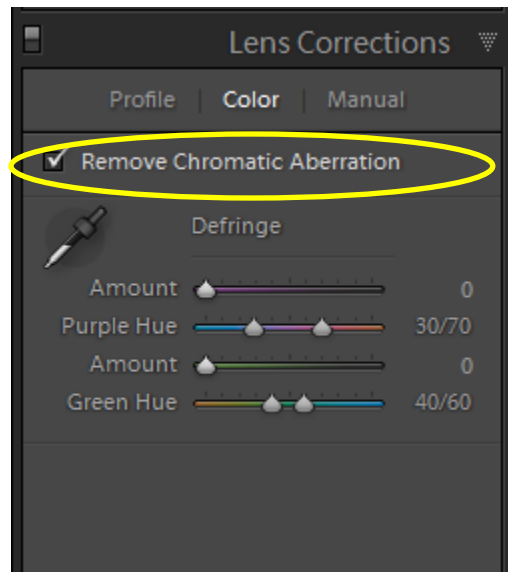 Lens Corrections
Profile | Color | Manual
Remove Chromatic Aberration
Defringe
Amount 0
Purple Hue 30/70
Amount 0
Green Hue 40/60